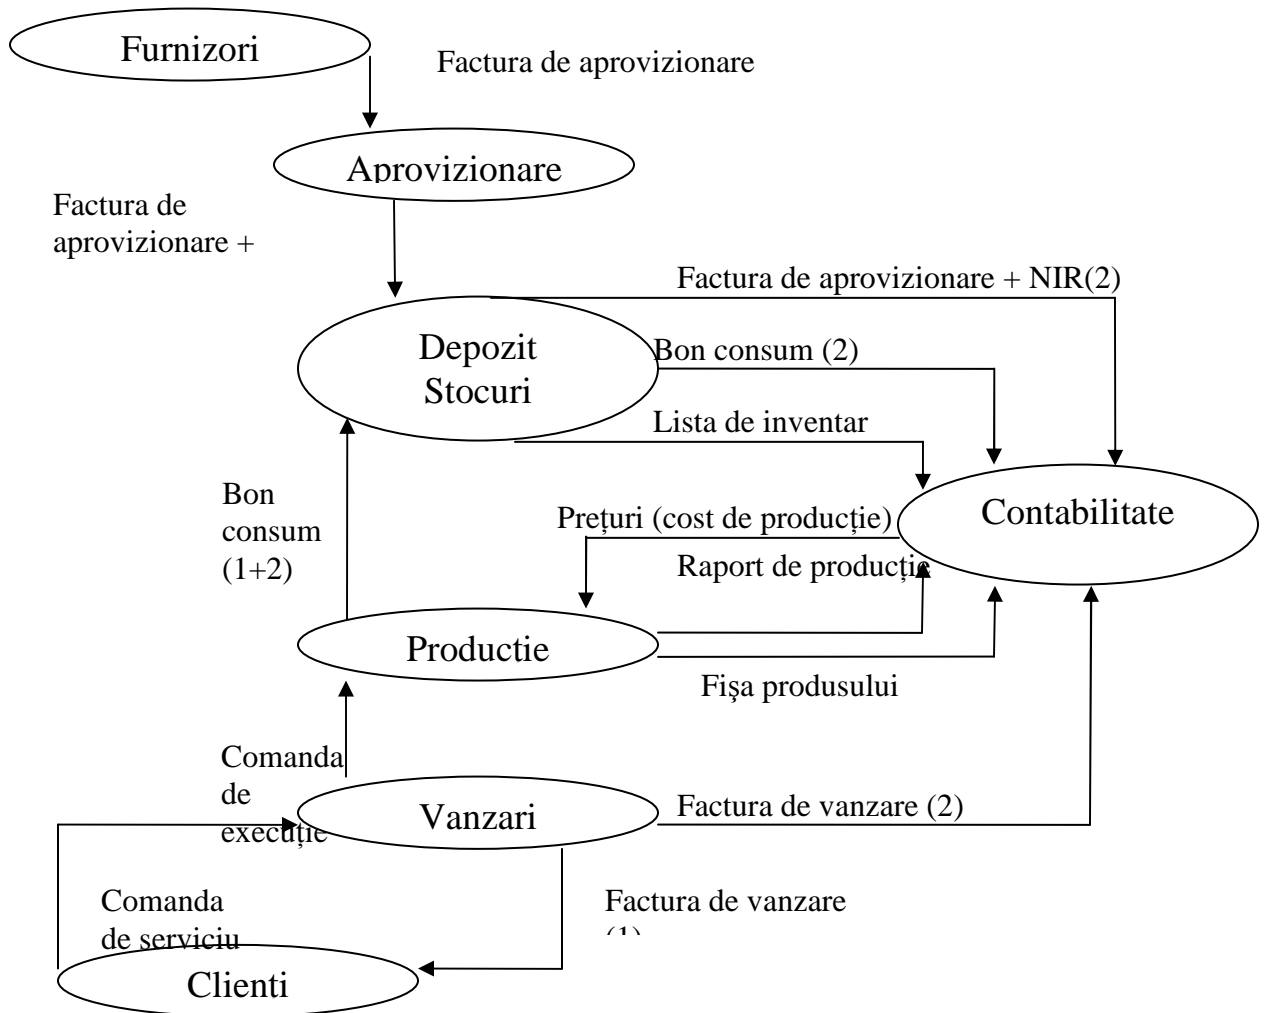 Furnizori
Factura de aprovizionare
Aprovizionare
Factura de
aprovizionare +
Factura de aprovizionare + NIR(2)
Depozit
Stocuri
Bon consum (2)
Lista de inventar
Bon
consum
(1+2)
Prețuri (cost de producție)
Contabilitate
Raport de producție
Productie
Fişa produsului
Comanda
de
execuție
Vanzari
Factura de vanzare (2)
Comanda
de serviciu
Factura de vanzare
(1)
Clienti